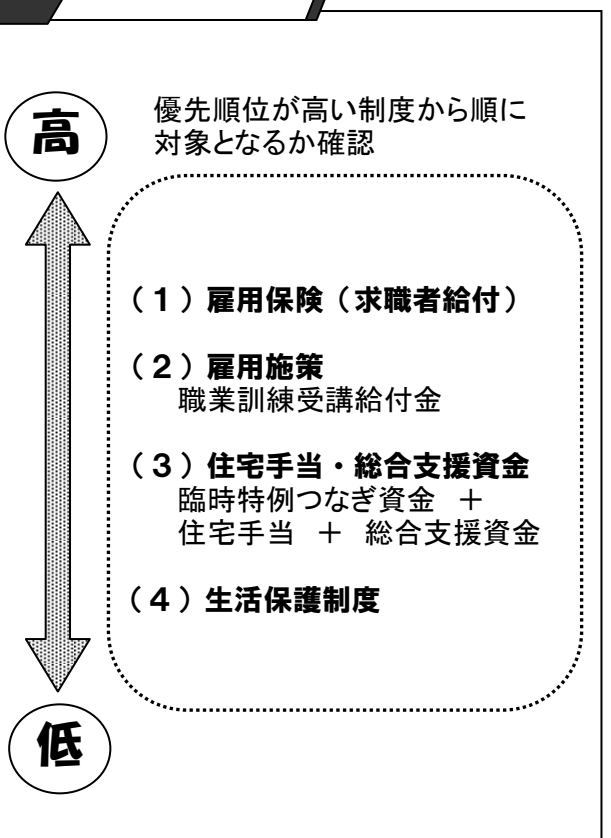 高
優先順位が高い制度から順に
対象となるか確認
(1)雇用保険(求職者給付)
(2)雇用施策
職業訓練受講給付金
(3)住宅手当・総合支援資金
臨時特例つなぎ資金 +
住宅手当 + 総合支援資金
(4)生活保護制度
低